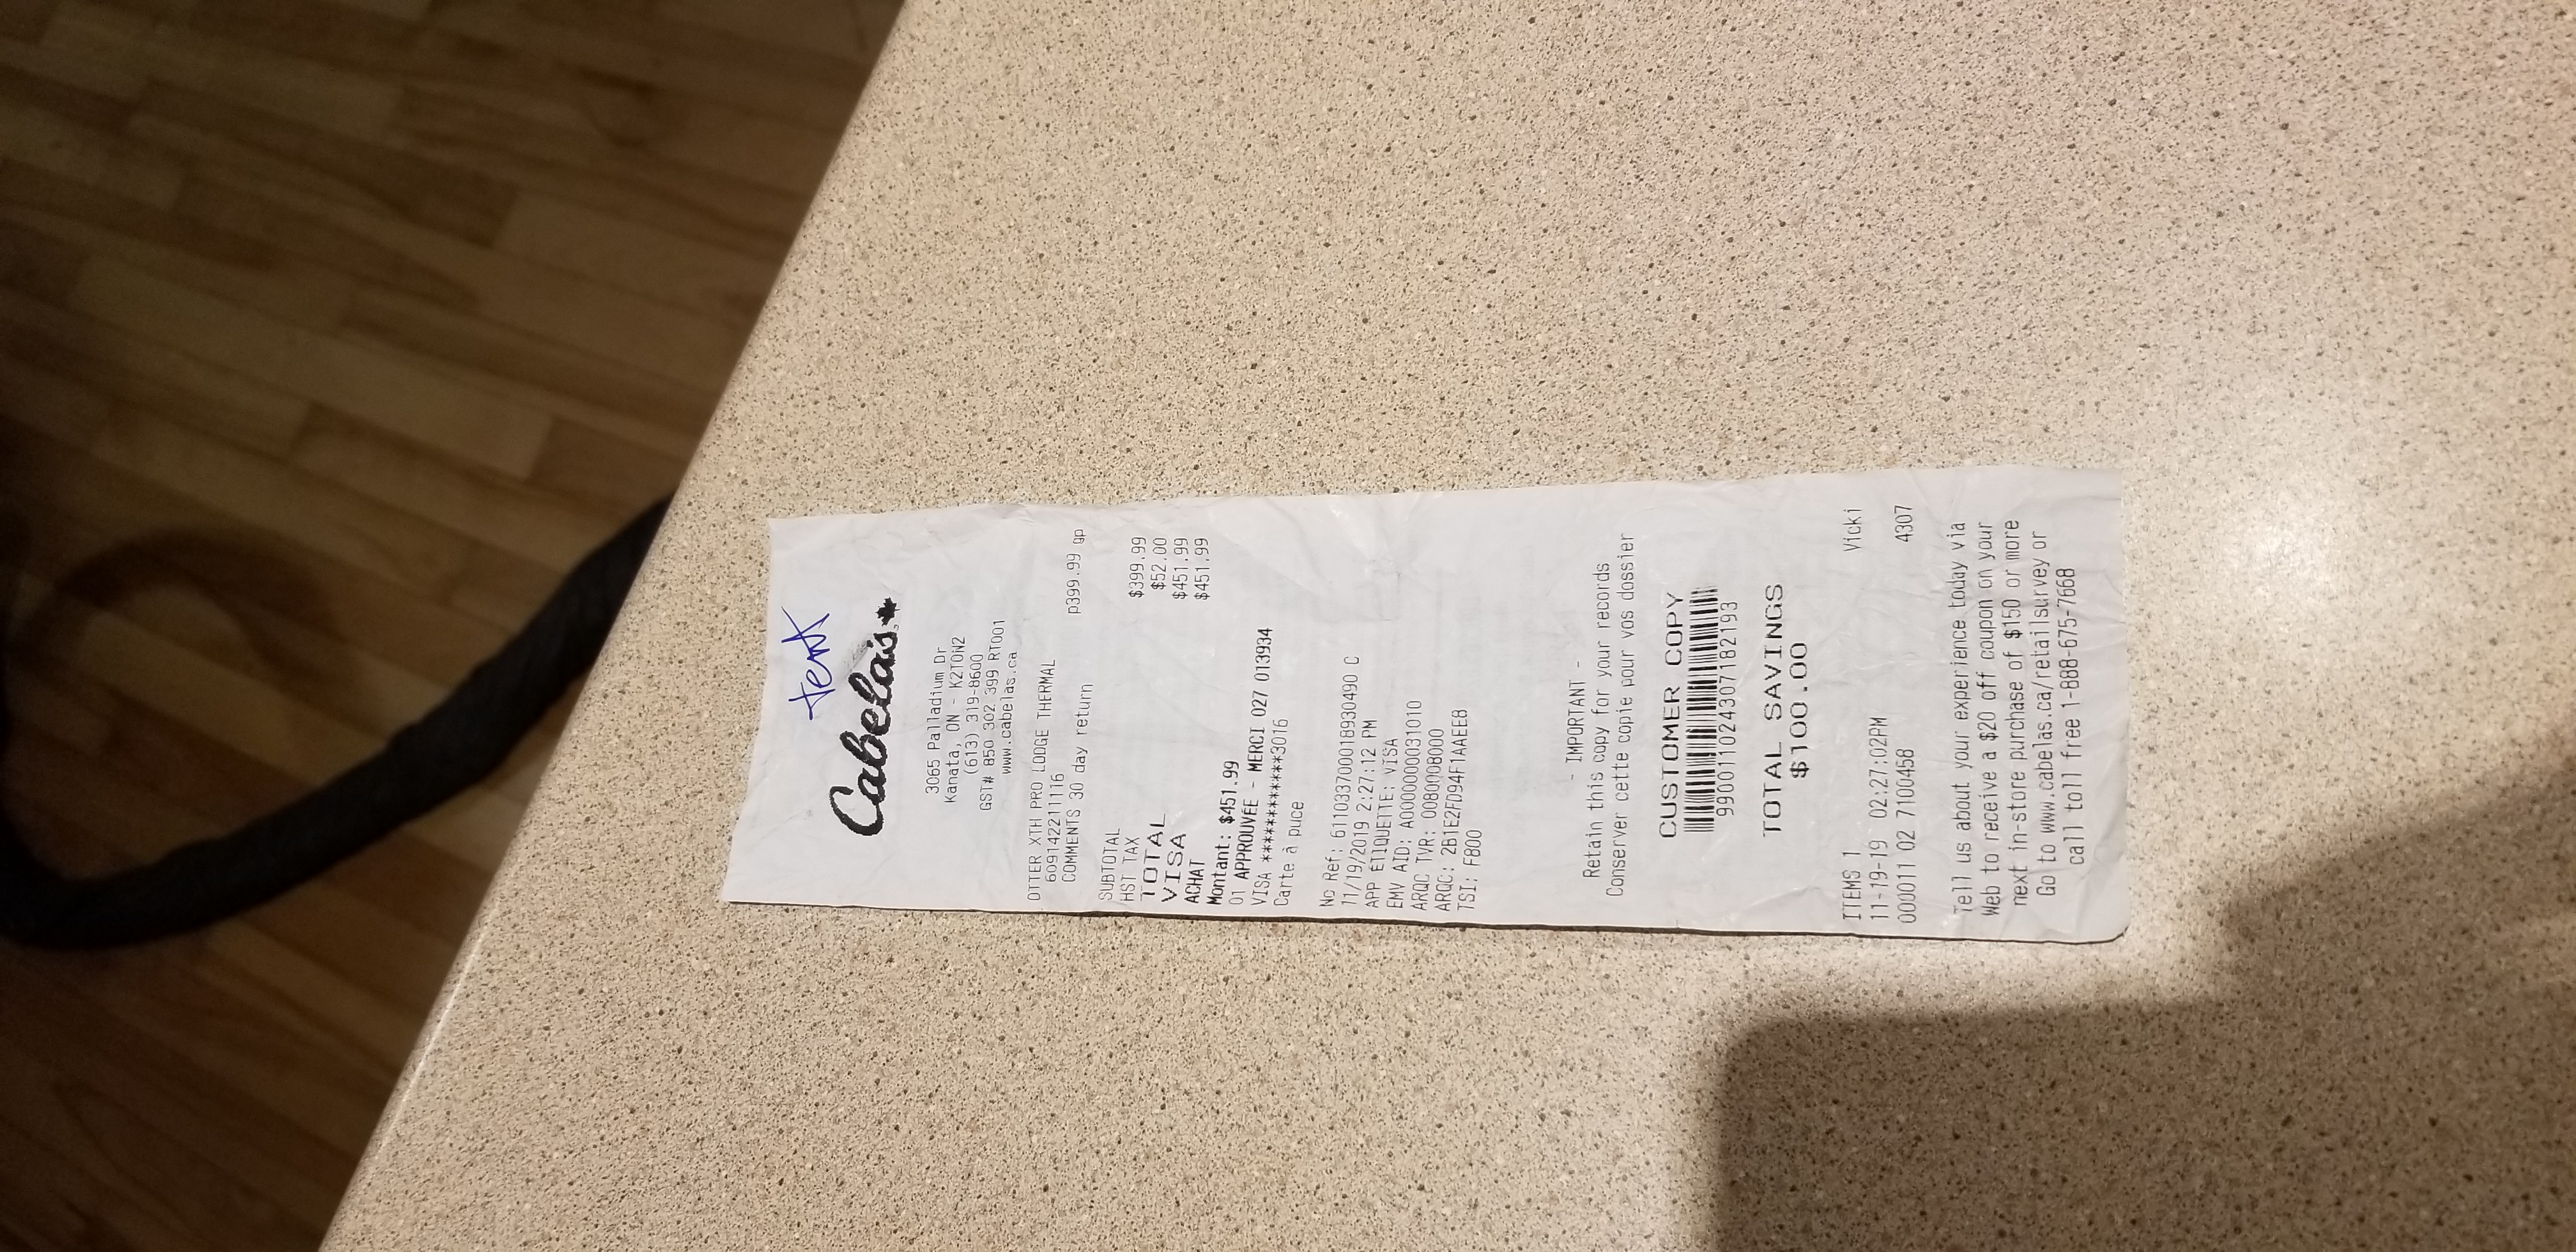 tent
Cabela's
3065 Palladium Dr
Kanata, ON - K2T0N2
(613) 319-8600
GST# 850 302 399 RT001
www.cabelas.ca
OTTER XTH PRO LODGE THERMAL
609142211116 p399.99 gp
COMMENTS 30 day return
SUBTOTAL $399.99
HST TAX $52.00
TOTAL $451.99
VISA $451.99
ACHAT
Montant: $451.99
01 APPROUVÉE - MERCI 027 013934
VISA ************3016
Carte à puce
No Ref: 611033700018930490 C
11/19/2019 2:27:12 PM
APP ÉTIQUETTE: VISA
EMV AID: A0000000031010
ARQC TVR: 0080008000
ARQC: 2B1E2FD94F1AAEEB
TSI: F800
- IMPORTANT -
Retain this copy for your records
Conserver cette copie pour vos dossier
CUSTOMER COPY
990011024307182193
TOTAL SAVINGS
$100.00
ITEMS 1 Vicki
11-19-19 02:27:02PM
000011 02 7100458 4307
Tell us about your experience today via
Web to receive a $20 off coupon on your
next in-store purchase of $150 or more
Go to www.cabelas.ca/retailsurvey or
call toll free 1-888-675-7668